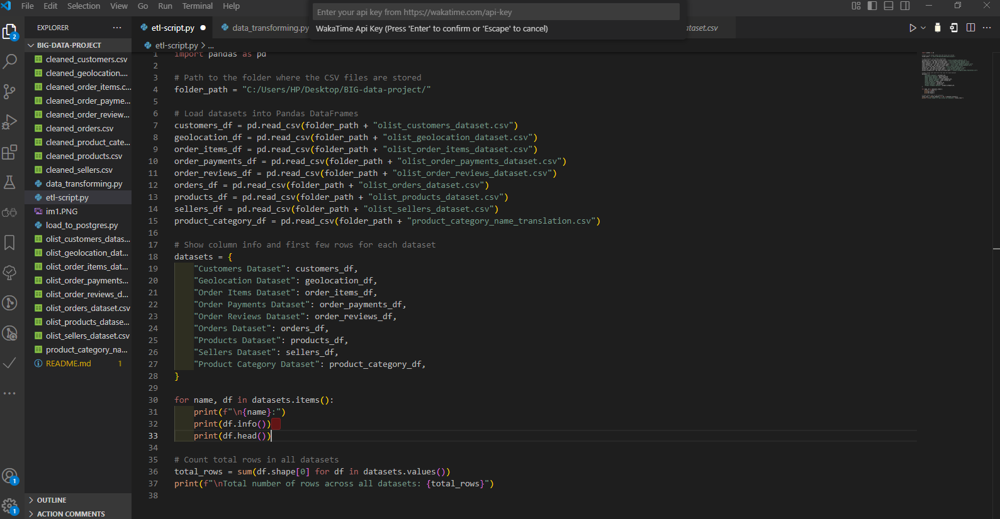 File Edit Selection View Go Run Terminal Help
Enter your api key from https://wakatime.com/api-key
WakaTime Api Key (Press 'Enter' to confirm or 'Escape' to cancel)
EXPLORER ...
etl-script.py
data_transforming.py
ataset.csv
BIG-DATA-PROJECT
etl-script.py > ...
cleaned_customers.csv
cleaned_geolocation....
cleaned_order_items.c...
cleaned_order_payme...
cleaned_order_review...
cleaned_orders.csv
cleaned_product_cate...
cleaned_products.csv
cleaned_sellers.csv
data_transforming.py
etl-script.py
im1.PNG
load_to_postgres.py
olist_customers_datas...
olist_geolocation_dat...
olist_order_items_dat...
olist_order_payments...
olist_order_reviews_d...
olist_orders_dataset.csv
olist_products_datase...
olist_sellers_dataset.csv
product_category_na...
README.md 1
OUTLINE
ACTION COMMENTS
2
1
1
1 import pandas as pd
2
3 # Path to the folder where the CSV files are stored
4 folder_path = "C:/Users/HP/Desktop/BIG-data-project/"
5
6 # Load datasets into Pandas DataFrames
7 customers_df = pd.read_csv(folder_path + "olist_customers_dataset.csv")
8 geolocation_df = pd.read_csv(folder_path + "olist_geolocation_dataset.csv")
9 order_items_df = pd.read_csv(folder_path + "olist_order_items_dataset.csv")
10 order_payments_df = pd.read_csv(folder_path + "olist_order_payments_dataset.csv")
11 order_reviews_df = pd.read_csv(folder_path + "olist_order_reviews_dataset.csv")
12 orders_df = pd.read_csv(folder_path + "olist_orders_dataset.csv")
13 products_df = pd.read_csv(folder_path + "olist_products_dataset.csv")
14 sellers_df = pd.read_csv(folder_path + "olist_sellers_dataset.csv")
15 product_category_df = pd.read_csv(folder_path + "product_category_name_translation.csv")
16
17 # Show column info and first few rows for each dataset
18 datasets = {
19 "Customers Dataset": customers_df,
20 "Geolocation Dataset": geolocation_df,
21 "Order Items Dataset": order_items_df,
22 "Order Payments Dataset": order_payments_df,
23 "Order Reviews Dataset": order_reviews_df,
24 "Orders Dataset": orders_df,
25 "Products Dataset": products_df,
26 "Sellers Dataset": sellers_df,
27 "Product Category Dataset": product_category_df,
28 }
29
30 for name, df in datasets.items():
31 print(f"\n{name}:")
32 print(df.info())
33 print(df.head())
34
35 # Count total rows in all datasets
36 total_rows = sum(df.shape[0] for df in datasets.values())
37 print(f"\nTotal number of rows across all datasets: {total_rows}")
38